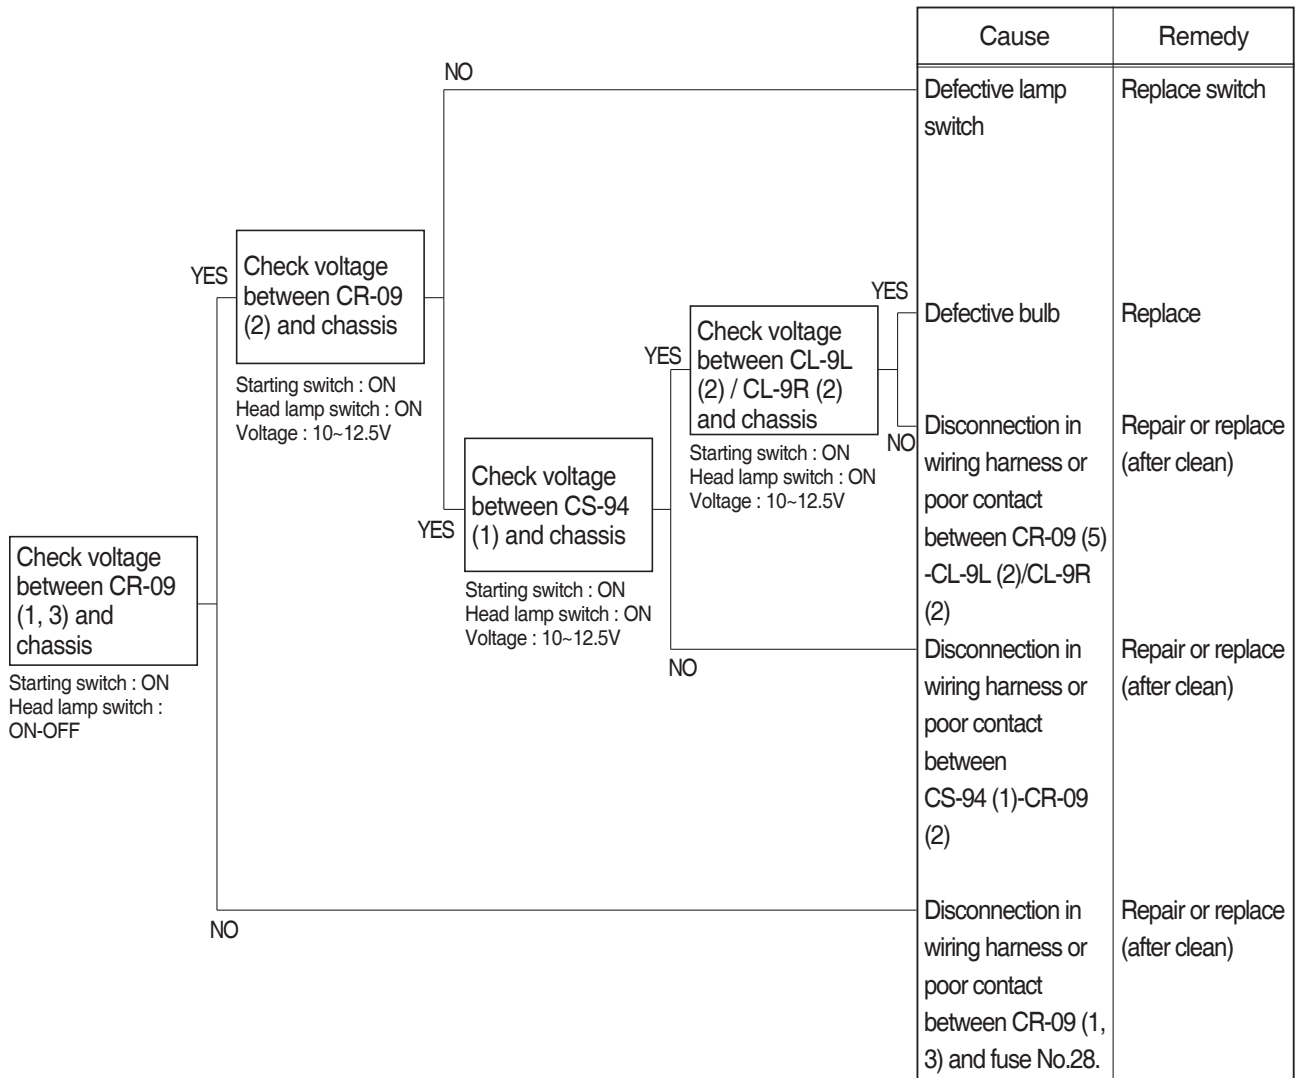 Cause
Remedy
NO
Defective lamp
switch
Replace switch
YES
Check voltage
between CR-09
(2) and chassis
Starting switch : ON
Head lamp switch : ON
Voltage : 10~12.5V
YES
Check voltage
between CL-9L
(2) / CL-9R (2)
and chassis
Starting switch : ON
Head lamp switch : ON
Voltage : 10~12.5V
YES
Defective bulb
Replace
NO
Disconnection in
wiring harness or
poor contact
between CR-09 (5)
-CL-9L (2)/CL-9R
(2)
Repair or replace
(after clean)
YES
Check voltage
between CS-94
(1) and chassis
Starting switch : ON
Head lamp switch : ON
Voltage : 10~12.5V
NO
Disconnection in
wiring harness or
poor contact
between
CS-94 (1)-CR-09
(2)
Repair or replace
(after clean)
Check voltage
between CR-09
(1, 3) and
chassis
Starting switch : ON
Head lamp switch :
ON-OFF
NO
Disconnection in
wiring harness or
poor contact
between CR-09 (1,
3) and fuse No.28.
Repair or replace
(after clean)